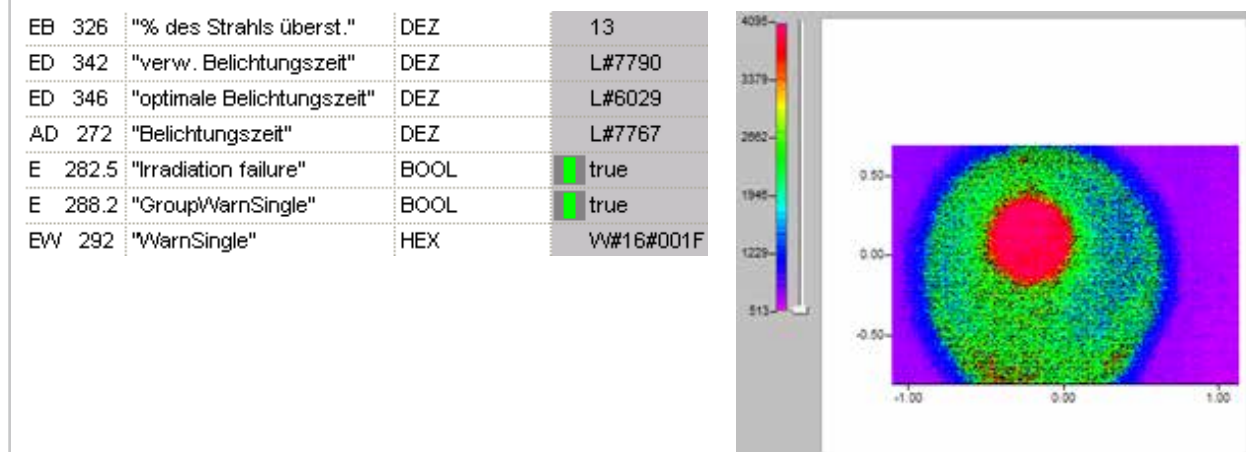 EB 326 "% des Strahls überst." DEZ 13
ED 342 "verw. Belichtungszeit" DEZ L#7790
ED 346 "optimale Belichtungszeit" DEZ L#6029
AD 272 "Belichtungszeit" DEZ L#7767
E 282.5 "Irradiation failure" BOOL true
E 288.2 "GroupWarnSingle" BOOL true
EW 292 "WarnSingle" HEX W#16#001F
4095
3379
2662
1946
1229
513
0.50
0.00
-0.50
-1.00 0.00 1.00